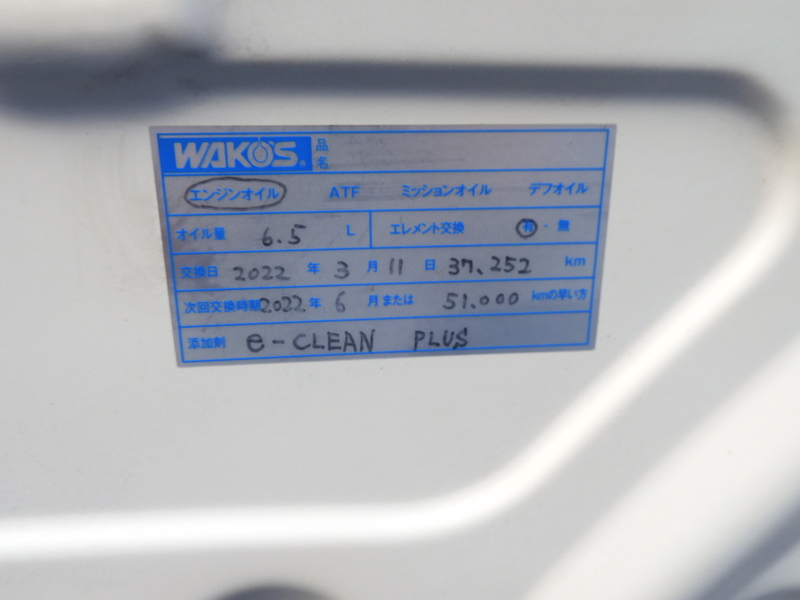 WAKO'S® 品名
エンジンオイル ATF ミッションオイル デフオイル
オイル量 6.5 L エレメント交換 有・無
交換日 2022 年 3 月 11 日 37,252 km
次回交換時期 2022 年 6 月または 51,000 kmの早い方
添加剤 e-CLEAN PLUS